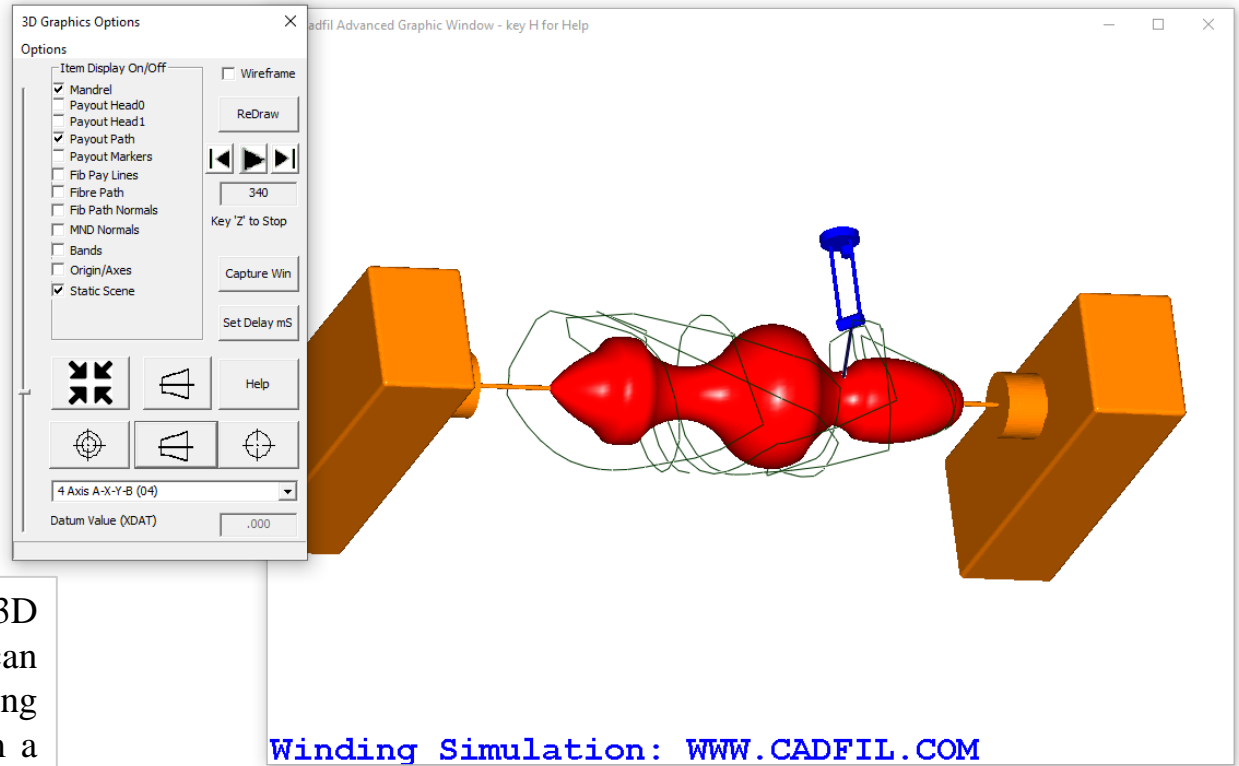 3D Graphics Options
adfil Advanced Graphic Window - key H for Help
Options
Item Display On/Off
Wireframe
Mandrel
Payout Head0
Payout Head1
Payout Path
Payout Markers
Fib Pay Lines
Fibre Path
Fib Path Normals
MND Normals
Bands
Origin/Axes
Static Scene
ReDraw
340
Key 'Z' to Stop
Capture Win
Set Delay mS
Help
4 Axis A-X-Y-B (04)
Datum Value (XDAT)
.000
3D
an
ng
a
Winding Simulation: WWW.CADFIL.COM